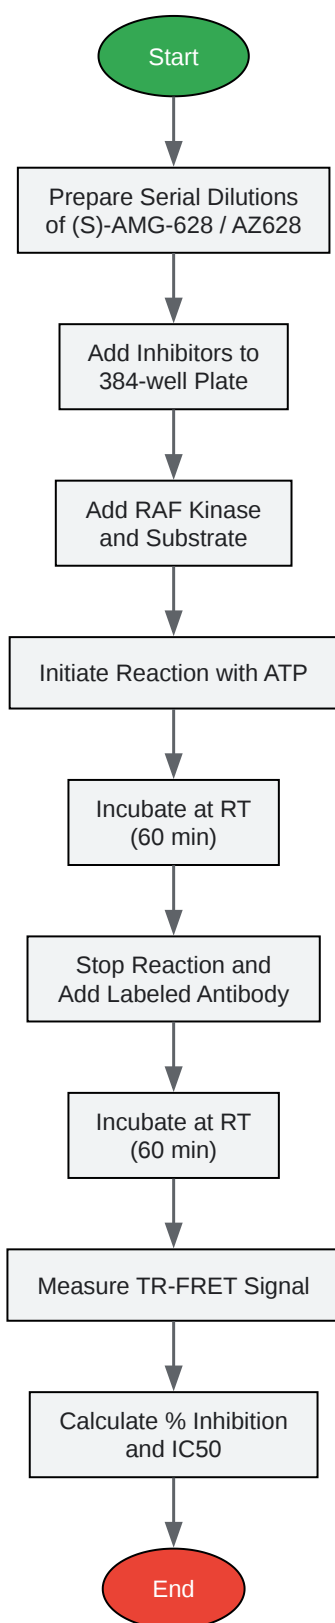 Start
Prepare Serial Dilutions
of (S)-AMG-628 / AZ628
Add Inhibitors to
384-well Plate
Add RAF Kinase
and Substrate
Initiate Reaction with ATP
Incubate at RT
(60 min)
Stop Reaction and
Add Labeled Antibody
Incubate at RT
(60 min)
Measure TR-FRET Signal
Calculate % Inhibition
and IC50
End